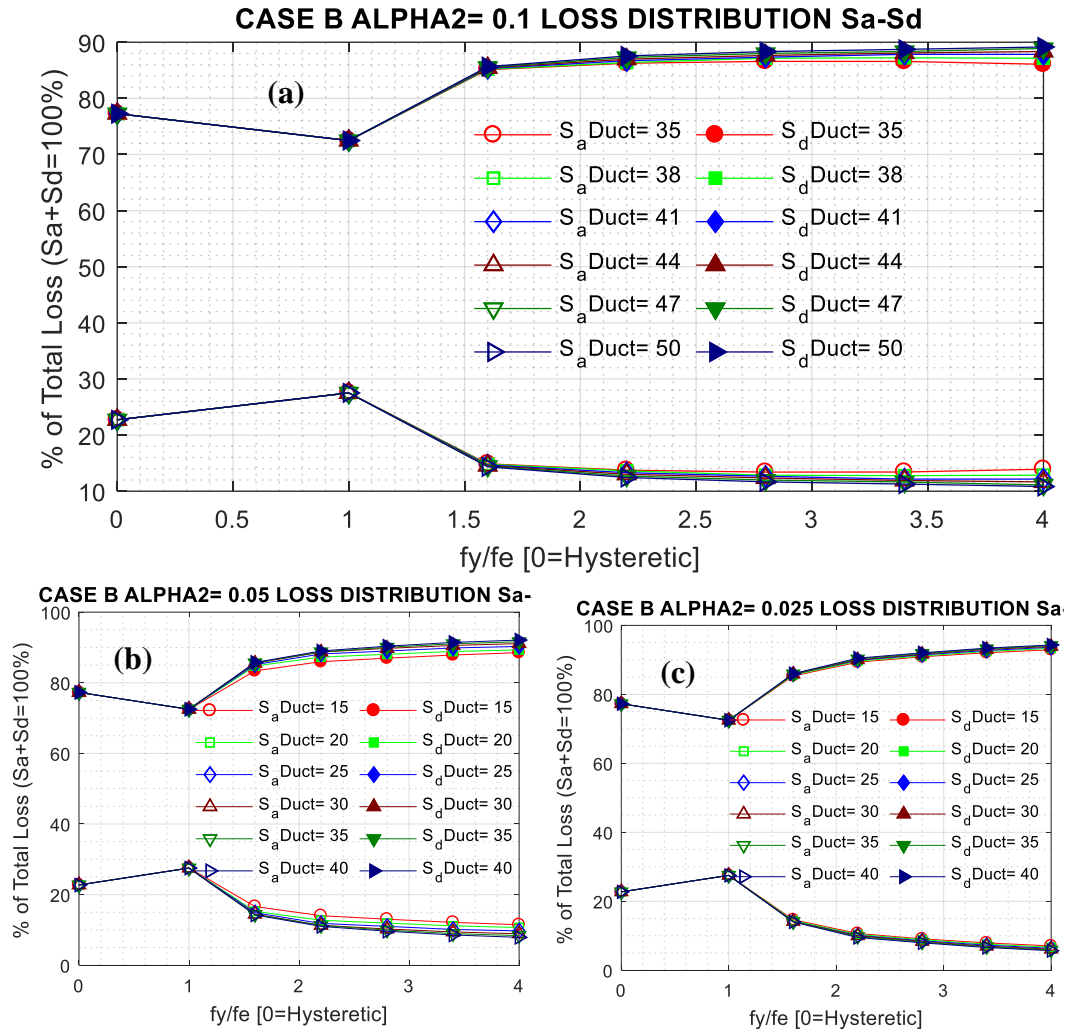 CASE B ALPHA2= 0.1 LOSS DISTRIBUTION Sa-Sd
(a)
% of Total Loss (Sa+Sd=100%)
90
80
70
60
50
40
30
20
10
SaDuct= 35 SdDuct= 35
SaDuct= 38 SdDuct= 38
SaDuct= 41 SdDuct= 41
SaDuct= 44 SdDuct= 44
SaDuct= 47 SdDuct= 47
SaDuct= 50 SdDuct= 50
0 0.5 1 1.5 2 2.5 3 3.5 4
fy/fe [0=Hysteretic]
CASE B ALPHA2= 0.05 LOSS DISTRIBUTION Sa-
(b)
% of Total Loss (Sa+Sd=100%)
100
80
60
40
20
0
SaDuct= 15 SdDuct= 15
SaDuct= 20 SdDuct= 20
SaDuct= 25 SdDuct= 25
SaDuct= 30 SdDuct= 30
SaDuct= 35 SdDuct= 35
SaDuct= 40 SdDuct= 40
0 1 2 3 4
fy/fe [0=Hysteretic]
CASE B ALPHA2= 0.025 LOSS DISTRIBUTION Sa-
(c)
% of Total Loss (Sa+Sd=100%)
100
80
60
40
20
0
SaDuct= 15 SdDuct= 15
SaDuct= 20 SdDuct= 20
SaDuct= 25 SdDuct= 25
SaDuct= 30 SdDuct= 30
SaDuct= 35 SdDuct= 35
SaDuct= 40 SdDuct= 40
0 1 2 3 4
fy/fe [0=Hysteretic]